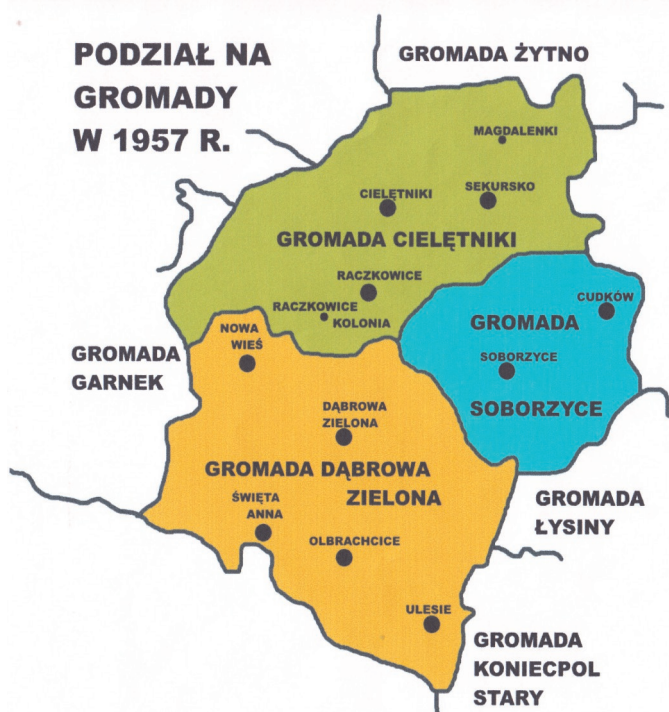 PODZIAŁ NA
GROMADY
W 1957 R.
GROMADA ŻYTNO
MAGDALENKI
CIELĘTNIKI
SEKURSKO
GROMADA CIELĘTNIKI
RACZKOWICE
RACZKOWICE
KOLONIA
CUDKÓW
GROMADA
SOBORZYCE
SOBORZYCE
NOWA
WIEŚ
GROMADA
GARNEK
DĄBROWA
ZIELONA
GROMADA DĄBROWA
ZIELONA
ŚWIĘTA
ANNA
OLBRACHCICE
GROMADA
ŁYSINY
ULESIE
GROMADA
KONIECPOL
STARY